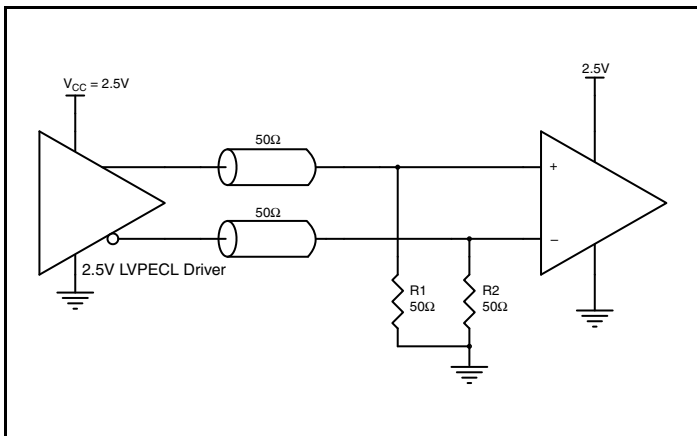 V_CC = 2.5V
2.5V
50Ω
50Ω
+
−
2.5V LVPECL Driver
R1
50Ω
R2
50Ω